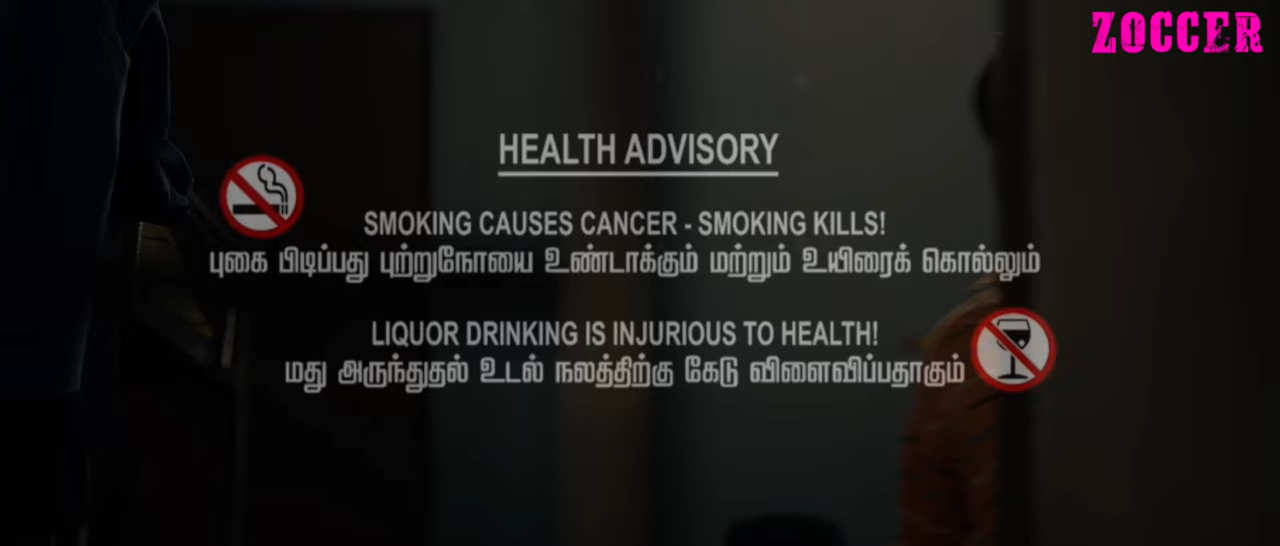 ZOCCER
HEALTH ADVISORY
SMOKING CAUSES CANCER - SMOKING KILLS!
புகை பிடிப்பது புற்றுநோயை உண்டாக்கும் மற்றும் உயிரைக் கொல்லும்
LIQUOR DRINKING IS INJURIOUS TO HEALTH!
மது அருந்துதல் உடல் நலத்திற்கு கேடு விளைவிப்பதாகும்